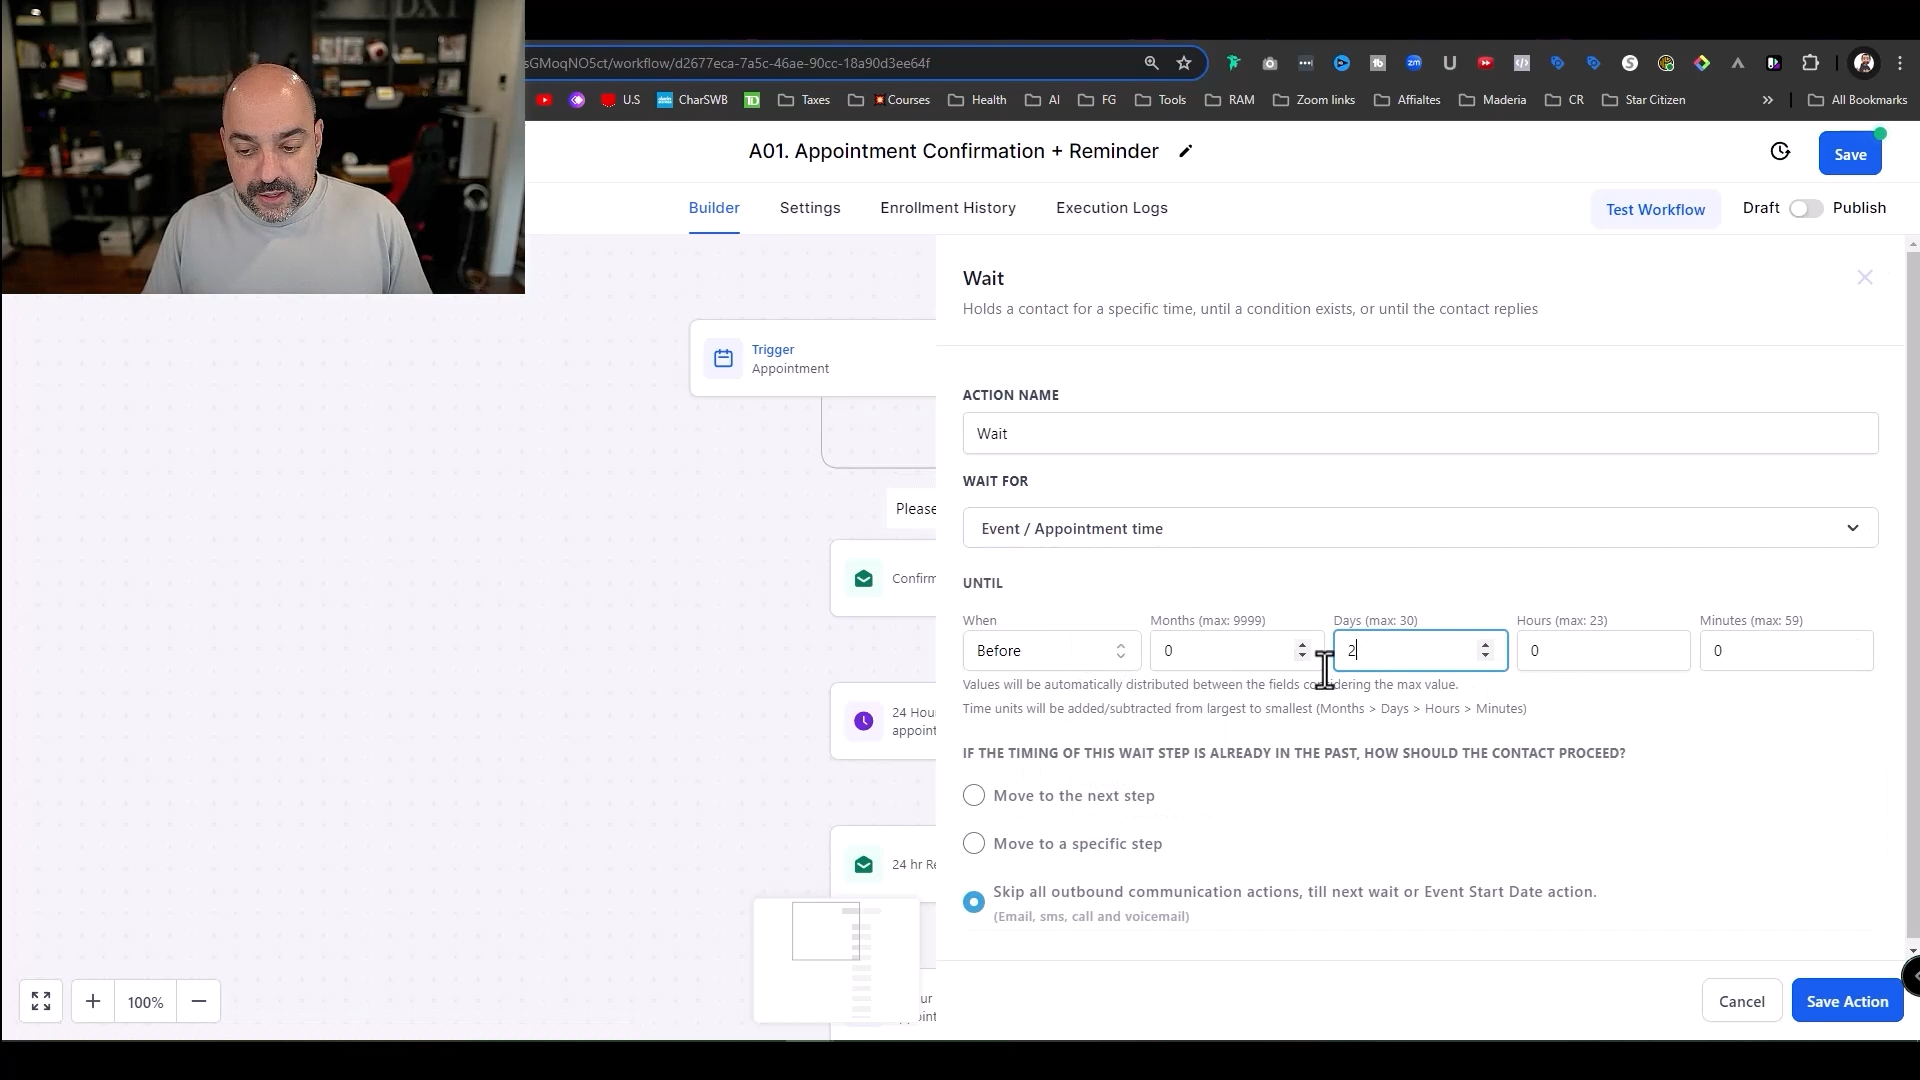 sGMoqNO5ct/workflow/d2677eca-7a5c-46ae-90cc-18a90d3ee64f
U.S
CharSWB
Taxes
Courses
Health
AI
FG
Tools
RAM
Zoom links
Affialtes
Maderia
CR
Star Citizen
All Bookmarks
A01. Appointment Confirmation + Reminder
Save
Builder
Settings
Enrollment History
Execution Logs
Test Workflow
Draft
Publish
Trigger
Appointment
Please
Confirm
24 Hou
appoint
24 hr Re
ur
Wait
Holds a contact for a specific time, until a condition exists, or until the contact replies
ACTION NAME
Wait
WAIT FOR
Event / Appointment time
UNTIL
When
Months (max: 9999)
Days (max: 30)
Hours (max: 23)
Minutes (max: 59)
Before
0
2
0
0
Values will be automatically distributed between the fields considering the max value.
Time units will be added/subtracted from largest to smallest (Months > Days > Hours > Minutes)
IF THE TIMING OF THIS WAIT STEP IS ALREADY IN THE PAST, HOW SHOULD THE CONTACT PROCEED?
Move to the next step
Move to a specific step
Skip all outbound communication actions, till next wait or Event Start Date action.
(Email, sms, call and voicemail)
100%
Cancel
Save Action